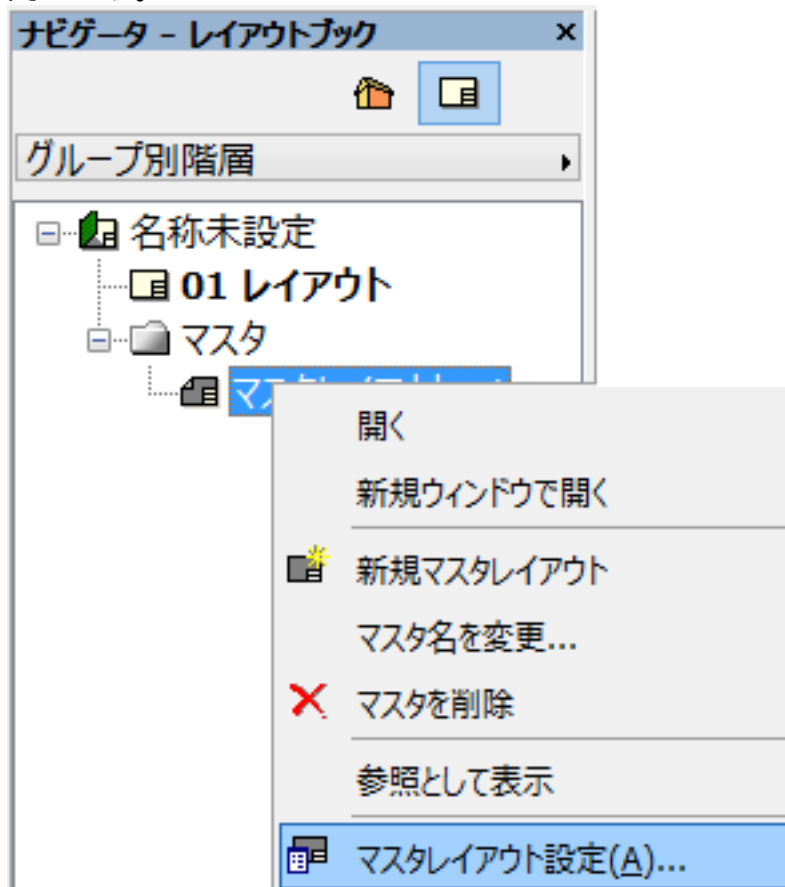 ナビゲータ - レイアウトブック
グループ別階層
名称未設定
01 レイアウト
マスタ
開く
新規ウィンドウで開く
新規マスタレイアウト
マスタ名を変更...
マスタを削除
参照として表示
マスタレイアウト設定(A)...